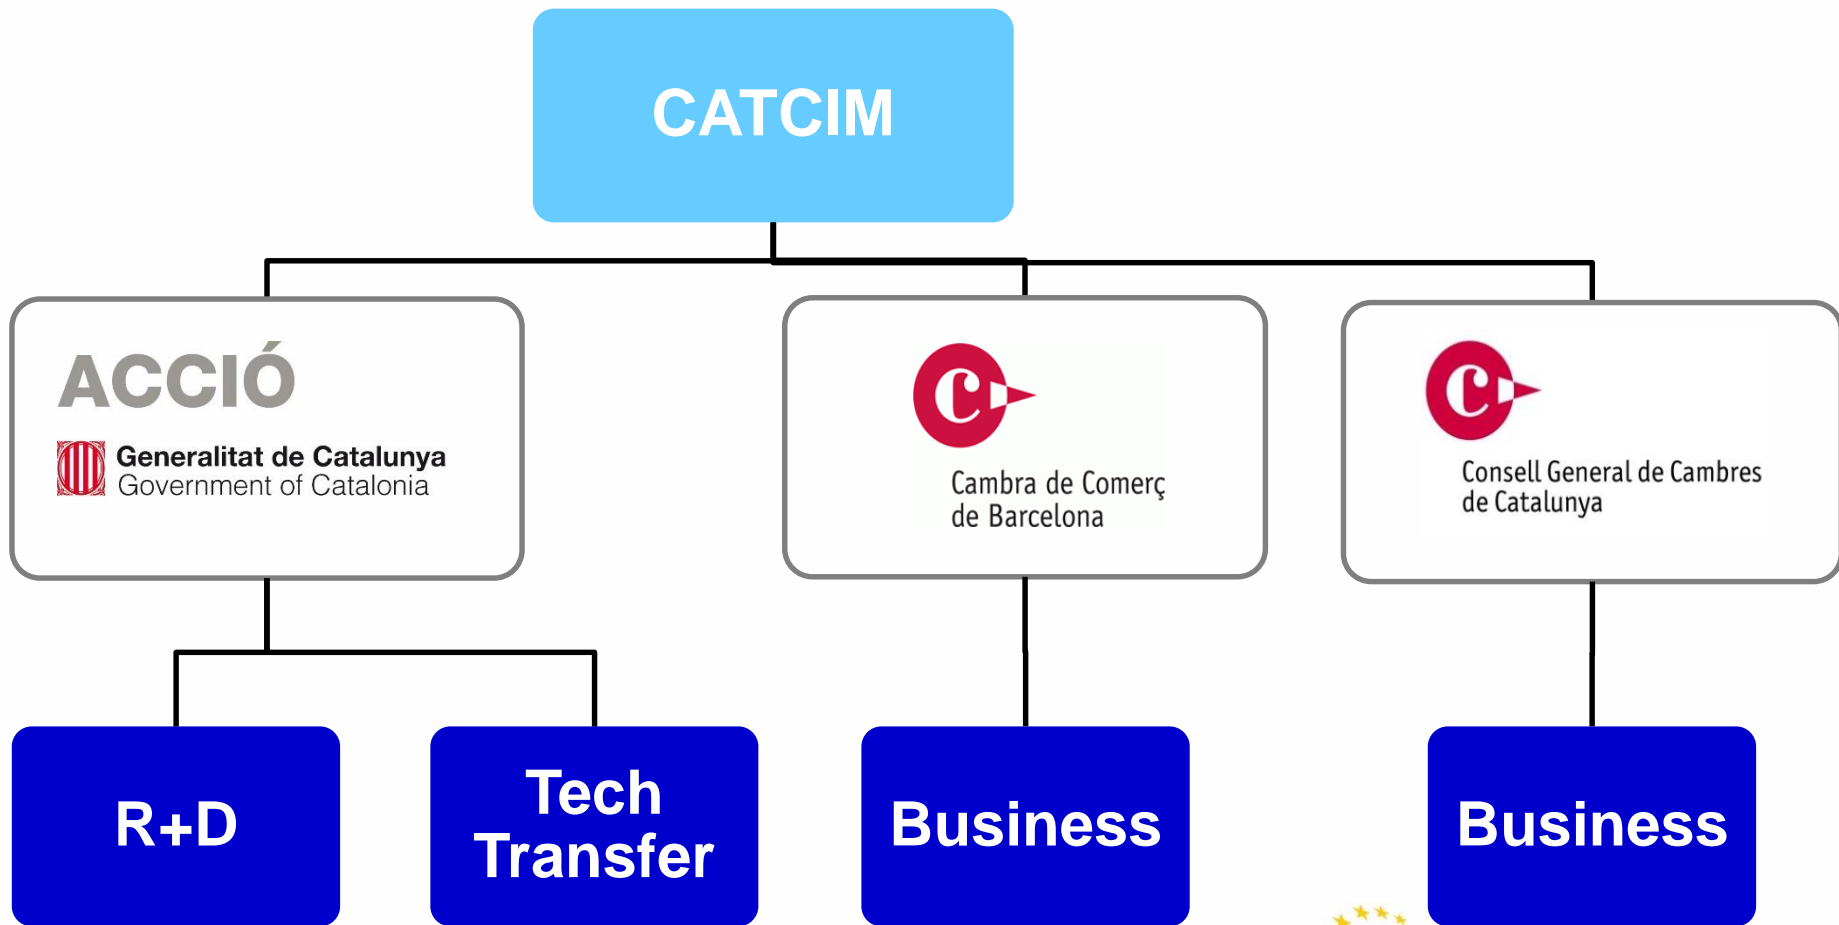 CATCIM
ACCIÓ
Generalitat de Catalunya
Government of Catalonia
Cambra de Comerç
de Barcelona
Consell General de Cambres
de Catalunya
R+D
Tech
Transfer
Business
Business